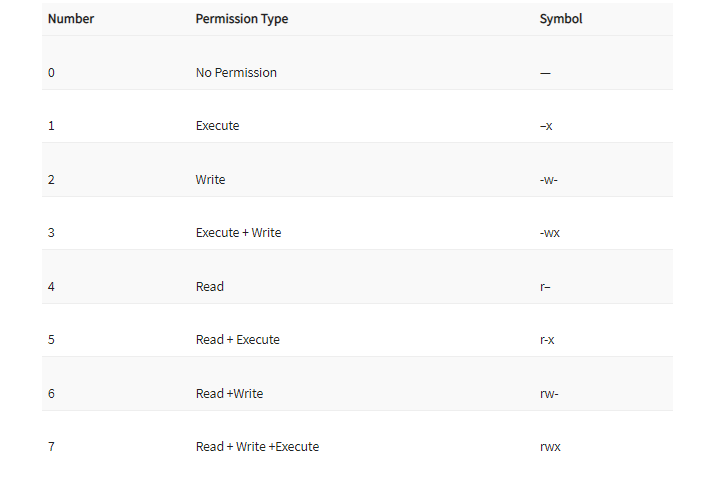 Number Permission Type Symbol
0 No Permission —
1 Execute –x
2 Write -w-
3 Execute + Write -wx
4 Read r–
5 Read + Execute r-x
6 Read +Write rw-
7 Read + Write +Execute rwx